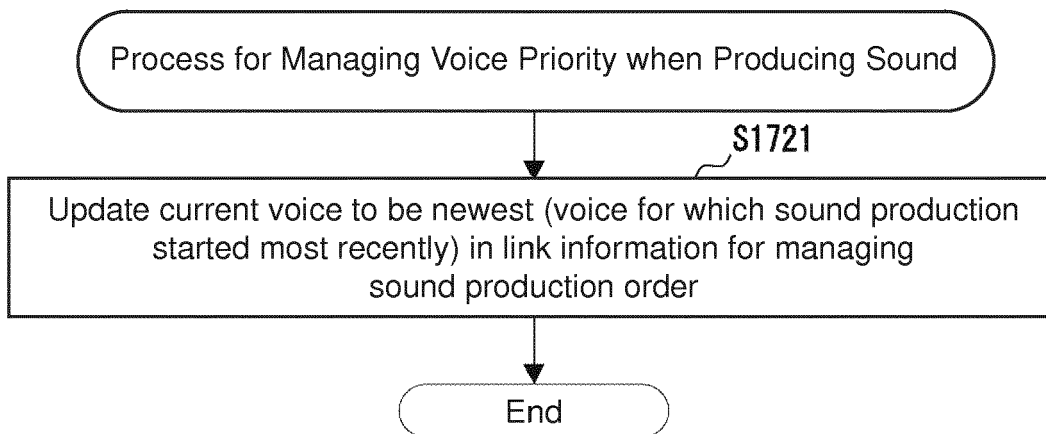 Process for Managing Voice Priority when Producing Sound
S1721
Update current voice to be newest (voice for which sound production
started most recently) in link information for managing
sound production order
End